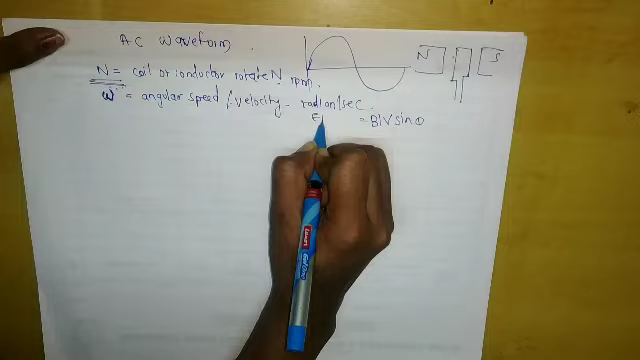 AC Waveform
N S
N = coil or conductor rotate N rpm.
ω = angular speed / velocity - radian/sec.
E = BlV sin θ